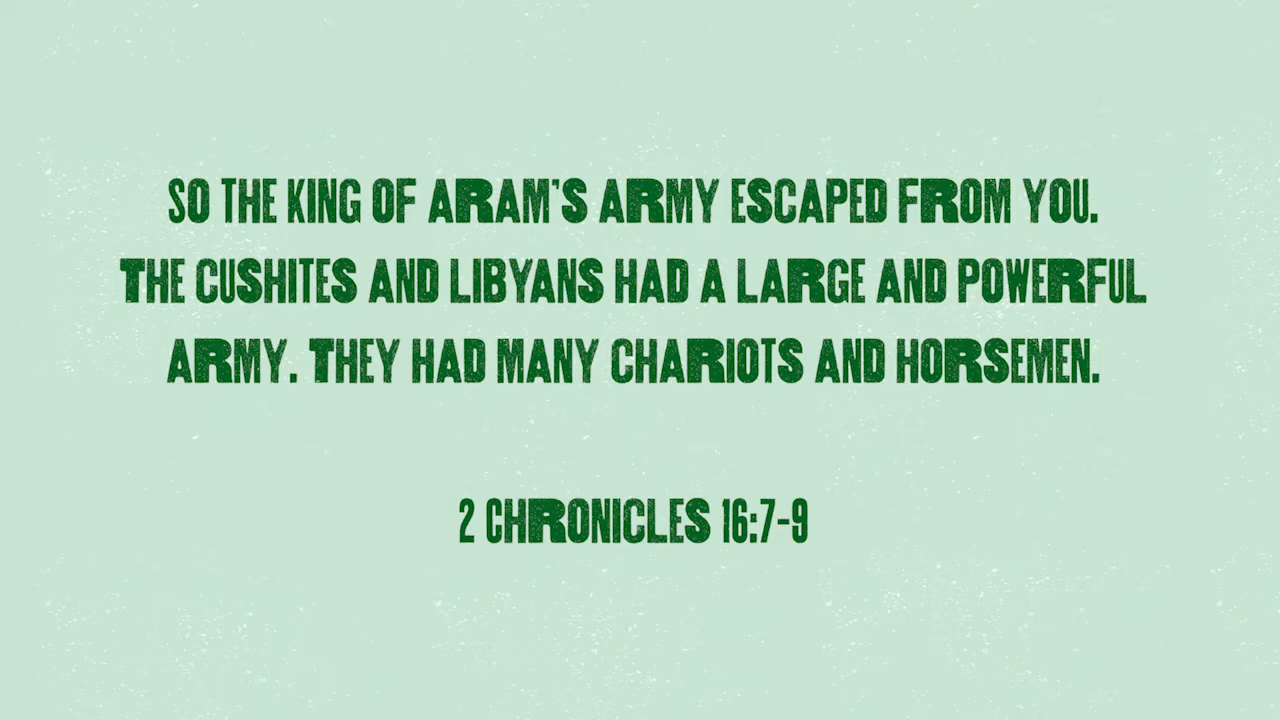 SO THE KING OF ARAM'S ARMY ESCAPED FROM YOU.
THE CUSHITES AND LIBYANS HAD A LARGE AND POWERFUL
ARMY. THEY HAD MANY CHARIOTS AND HORSEMEN.
2 CHRONICLES 16:7-9